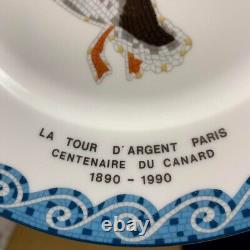 LA TOUR D'ARGENT PARIS
CENTENAIRE DU CANARD
1890 - 1990